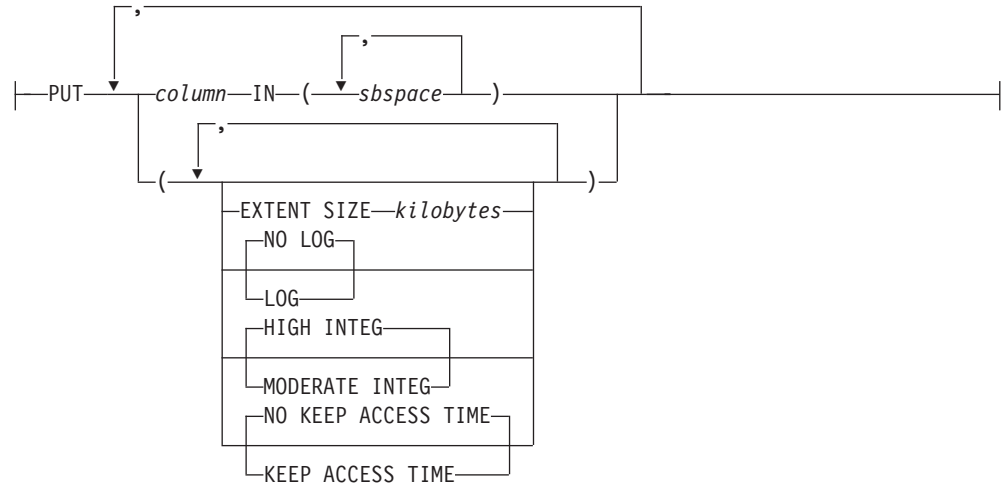 ,
,
PUT column IN ( sbspace )
,
( )
EXTENT SIZE kilobytes
NO LOG
LOG
HIGH INTEG
MODERATE INTEG
NO KEEP ACCESS TIME
KEEP ACCESS TIME